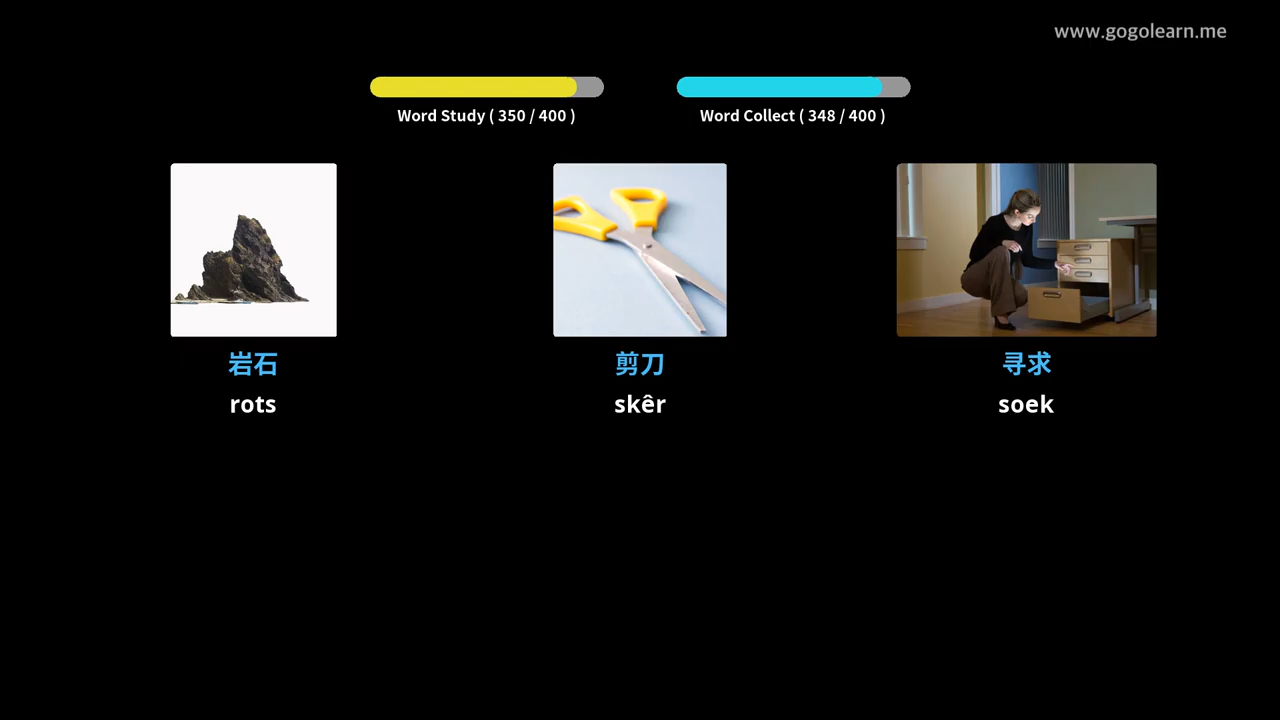 www.gogolearn.me
Word Study ( 350 / 400 )
Word Collect ( 348 / 400 )
岩石
rots
剪刀
skêr
寻求
soek